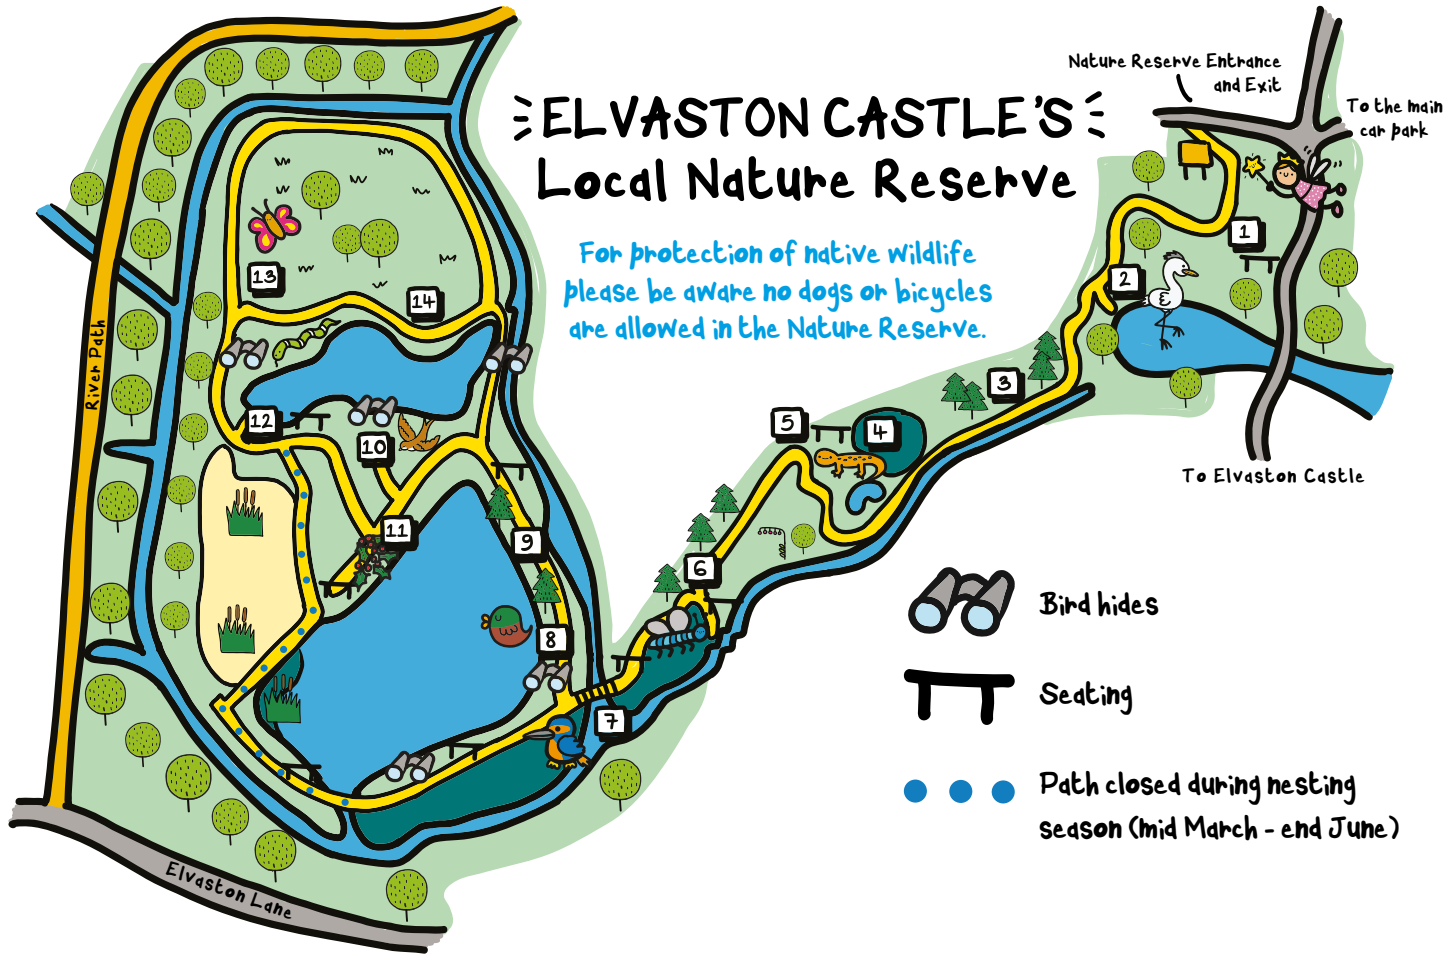 Nature Reserve Entrance
and Exit
To the main
car park
ELVASTON CASTLE'S
Local Nature Reserve
For protection of native wildlife
please be aware no dogs or bicycles
are allowed in the Nature Reserve.
1
2
3
4
5
6
7
8
9
10
11
12
13
14
River Path
Elvaston Lane
To Elvaston Castle
Bird hides
Seating
Path closed during nesting
season (mid March - end June)